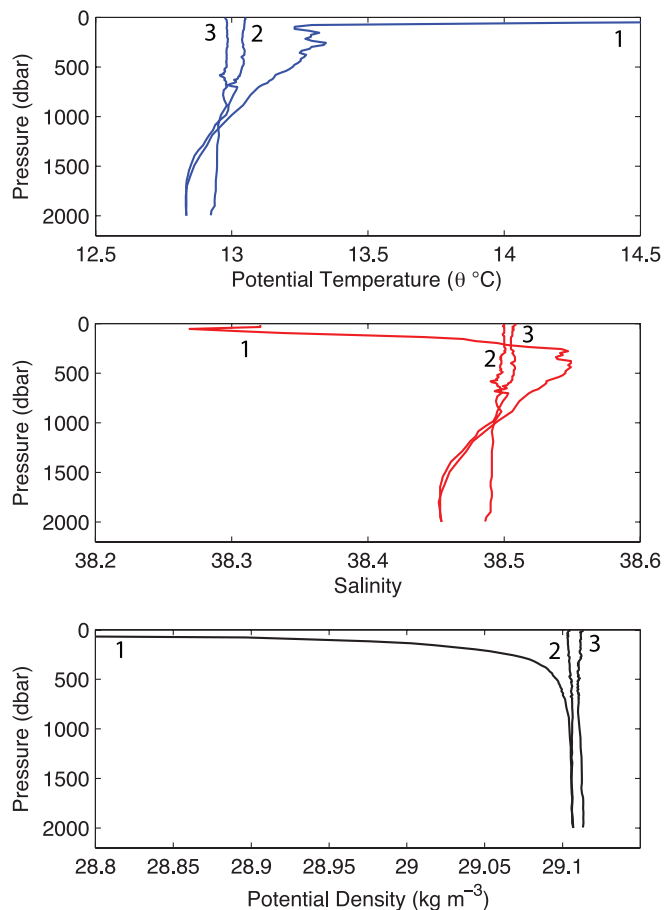 0
500
1000
1500
2000
Pressure (dbar)
3 2
1
12.5 13 13.5 14 14.5
Potential Temperature (θ °C)
0
500
1000
1500
2000
Pressure (dbar)
1
2
3
38.2 38.3 38.4 38.5 38.6
Salinity
0
500
1000
1500
2000
Pressure (dbar)
1
2 3
28.8 28.85 28.9 28.95 29 29.05 29.1
Potential Density (kg m⁻³)